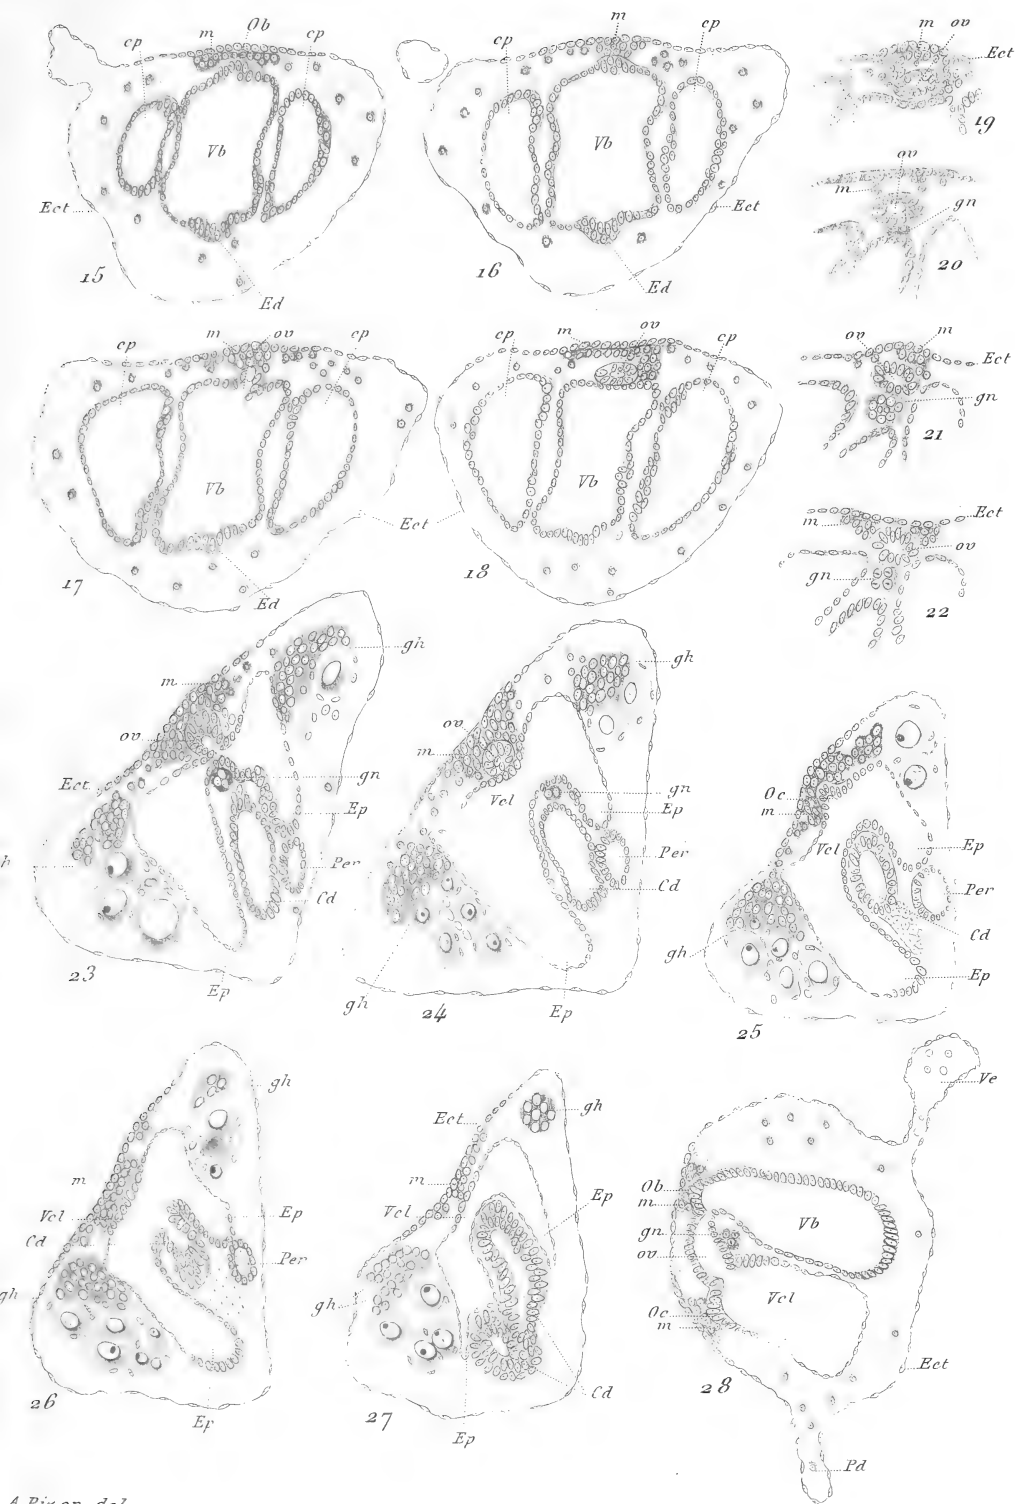 cp
m
Ob
cp
Vb
Ect
15
Ed
cp
m
cp
Vb
Ect
16
Ed
m
ov
Ect
19
ov
m
gn
20
cp
m
ov
cp
Vb
17
Ed
Ect
cp
m
ov
cp
Vb
18
ov
m
Ect
gn
21
Ect
m
ov
gn
22
gh
m
ov
Ect
gn
Ep
Per
Cd
23
Ep
gh
ov
m
Vcl
gn
Ep
Per
Cd
gh
24
Ep
Oc
m
Vcl
Ep
Per
Cd
gh
Ep
25
gh
m
Vcl
Cd
Ep
Per
gh
26
Ep
Ect
gh
m
Vcl
Ep
gh
27
Cd
Ep
Ve
Ob
m
gn
ov
Vb
Vcl
Oc
m
Ect
28
Pd